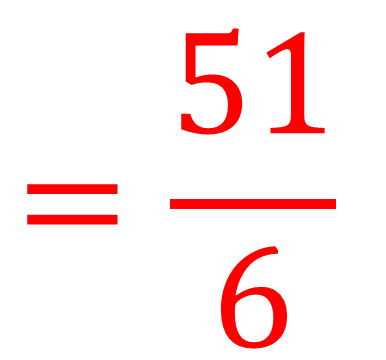 = 51/6